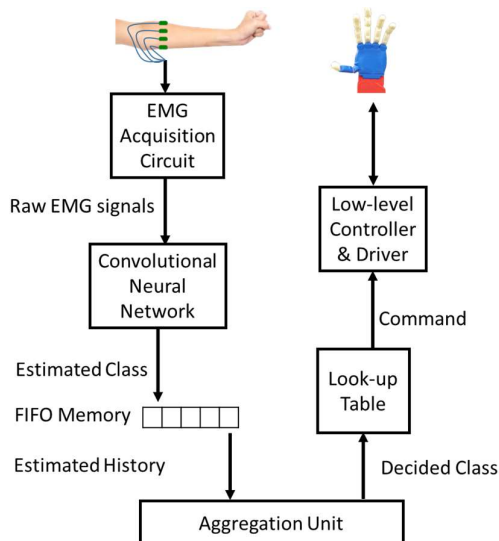 EMG
Acquisition
Circuit
Raw EMG signals
Convolutional
Neural
Network
Estimated Class
FIFO Memory
Estimated History
Aggregation Unit
Decided Class
Look-up
Table
Command
Low-level
Controller
& Driver